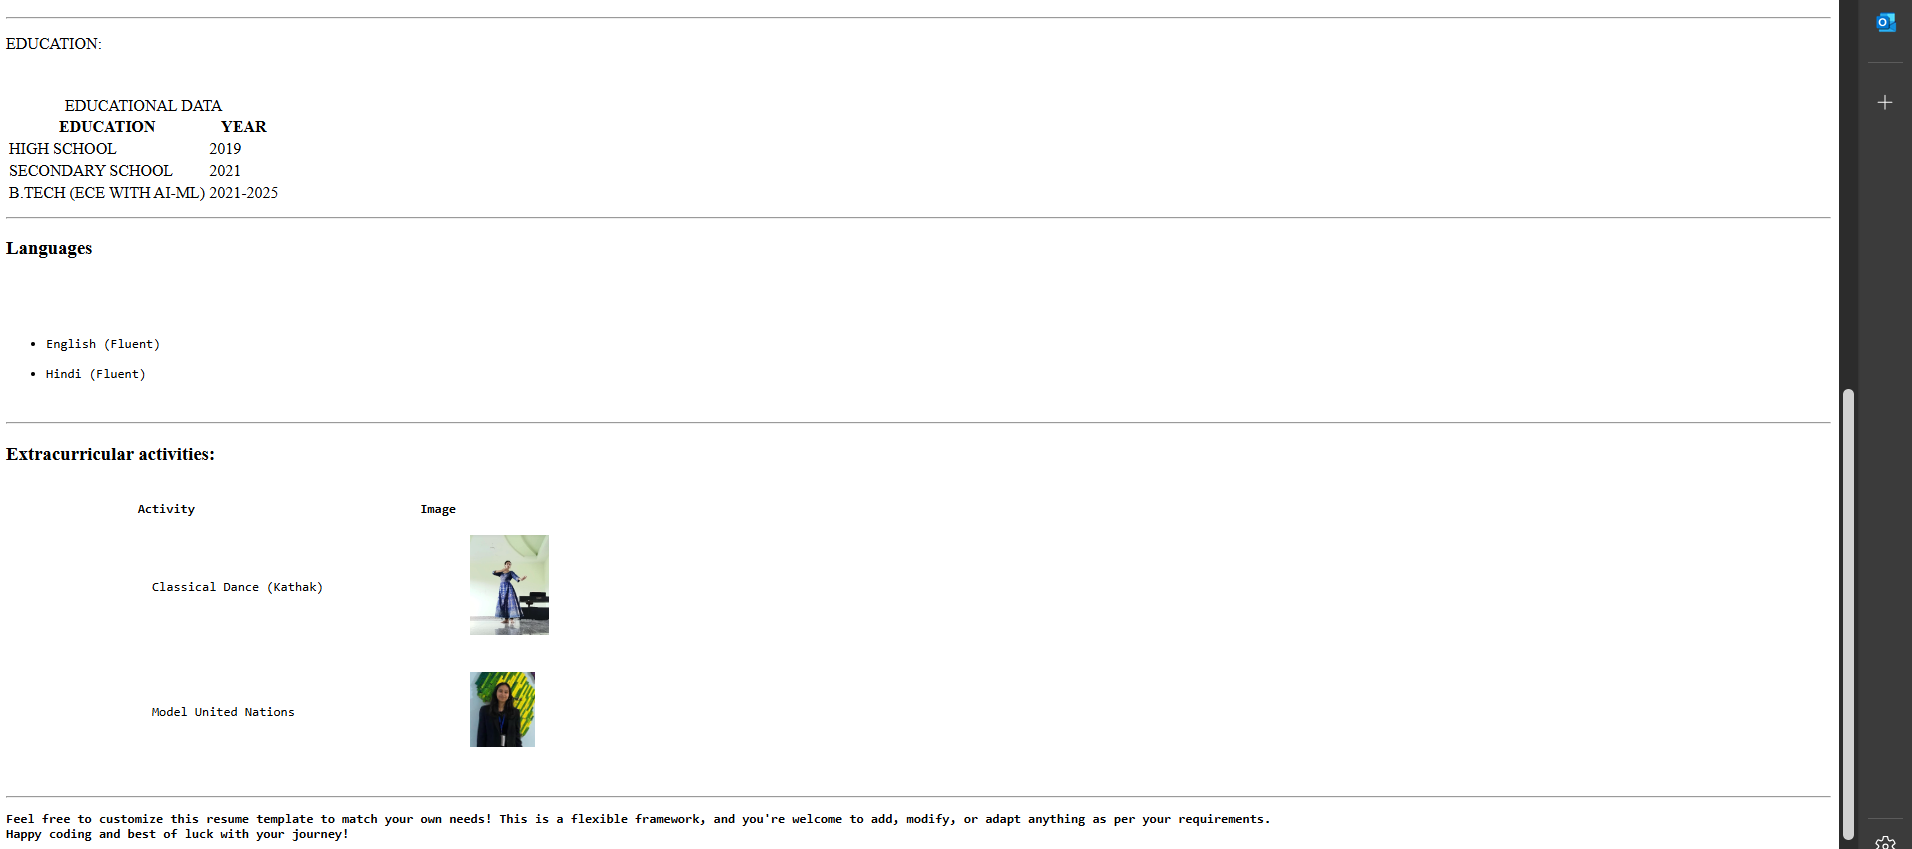 EDUCATION:
EDUCATIONAL DATA
EDUCATION YEAR
HIGH SCHOOL 2019
SECONDARY SCHOOL 2021
B.TECH (ECE WITH AI-ML) 2021-2025
Languages
• English (Fluent)
• Hindi (Fluent)
Extracurricular activities:
Activity Image
Classical Dance (Kathak)
Model United Nations
Feel free to customize this resume template to match your own needs! This is a flexible framework, and you're welcome to add, modify, or adapt anything as per your requirements.
Happy coding and best of luck with your journey!